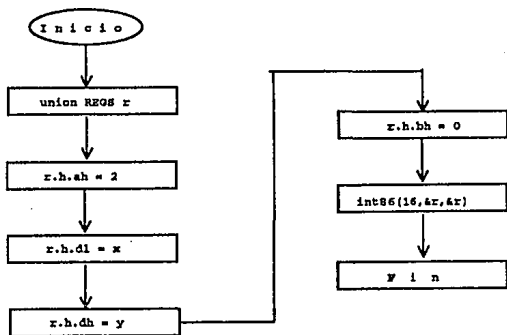 I n i c i o
union REGS r
r.h.ah = 2
r.h.dl = x
r.h.dh = y
r.h.bh = 0
int86(16,&r,&r)
F i n